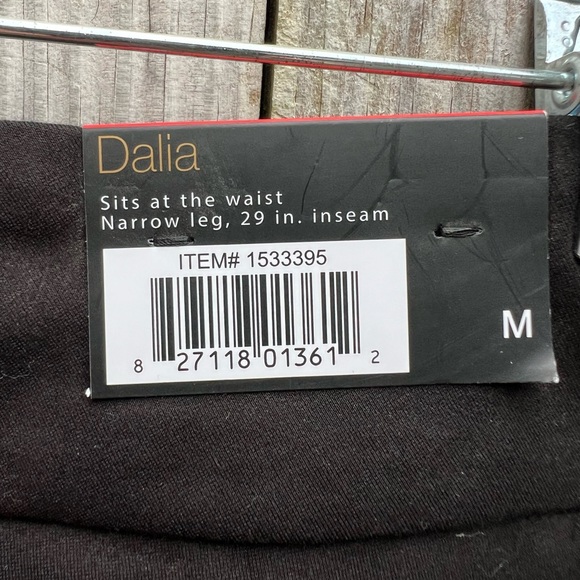 Dalia
Sits at the waist
Narrow leg, 29 in. inseam
ITEM# 1533395
8 27118 01361 2
M